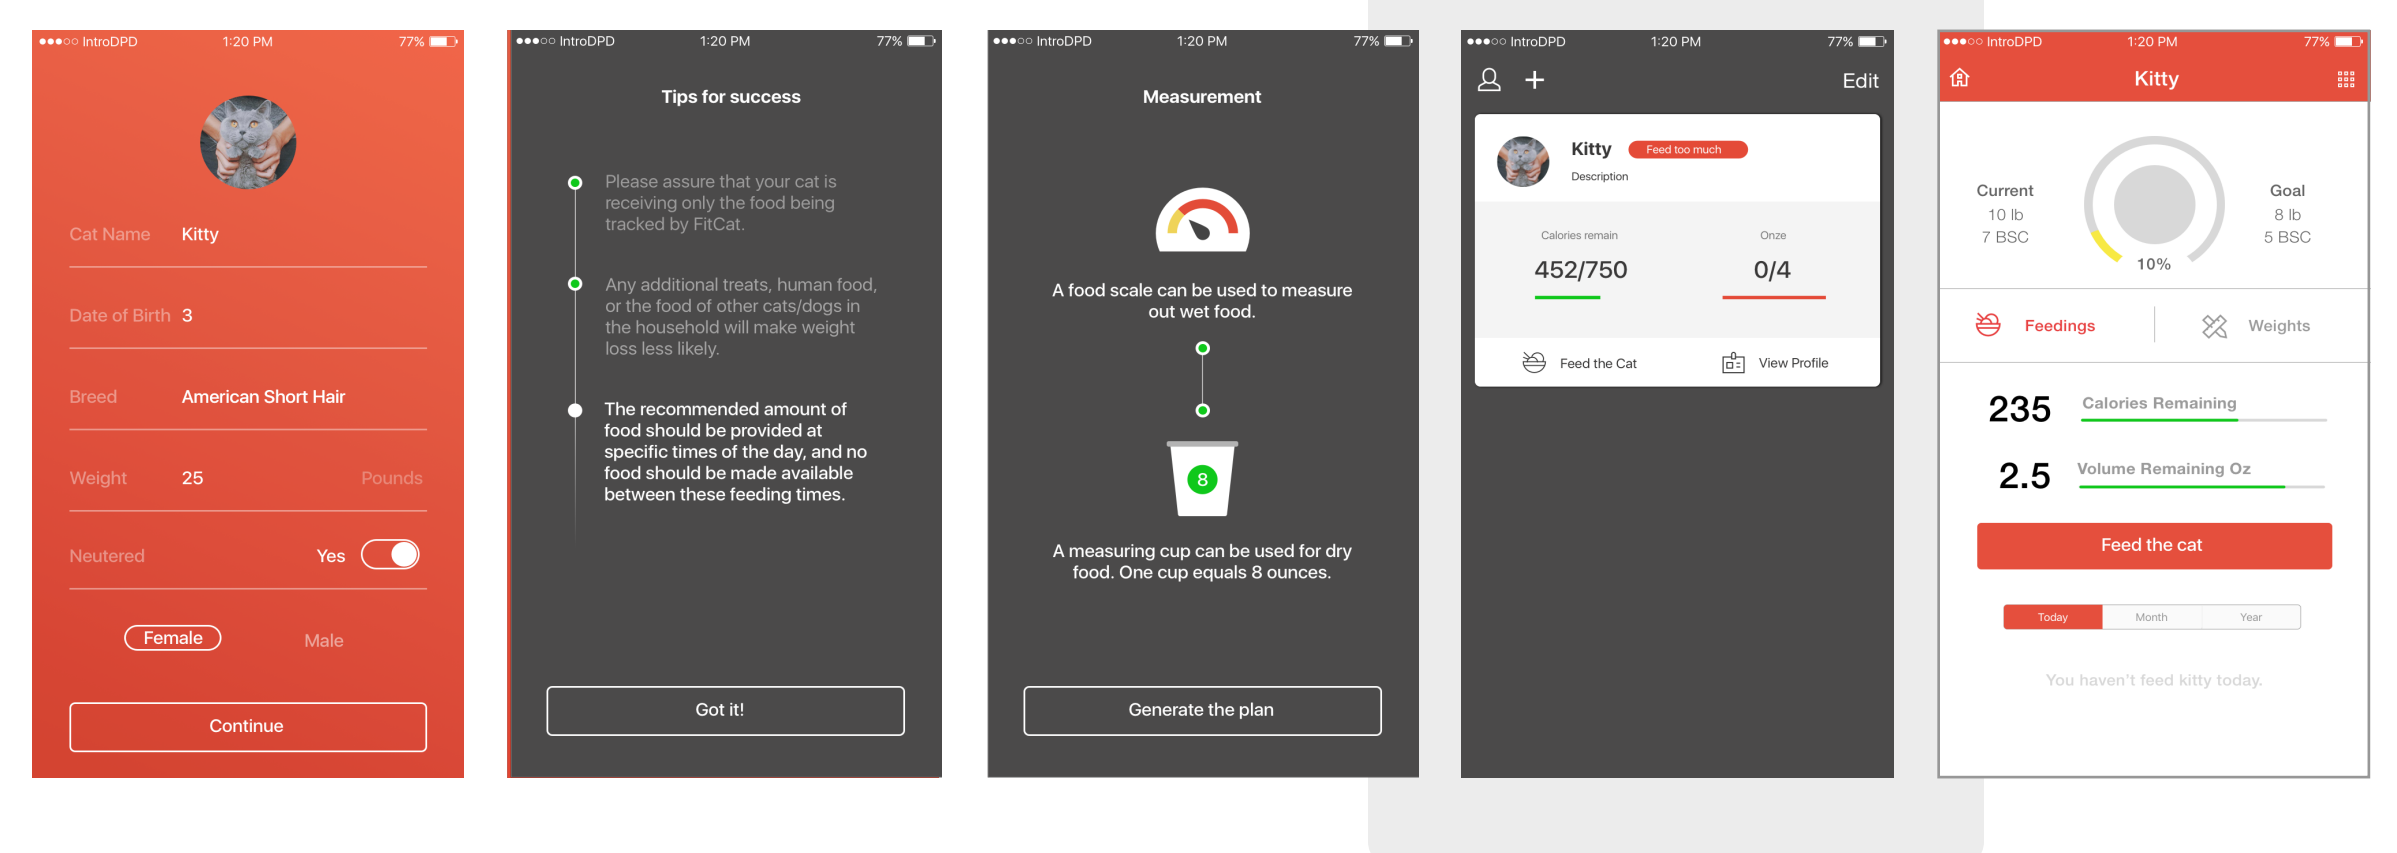 IntroDPD 1:20 PM 77%
Cat Name Kitty
Date of Birth 3
Breed American Short Hair
Weight 25 Pounds
Neutered Yes
Female Male
Continue
IntroDPD 1:20 PM 77%
Tips for success
Please assure that your cat is
receiving only the food being
tracked by FitCat.
Any additional treats, human food,
or the food of other cats/dogs in
the household will make weight
loss less likely.
The recommended amount of
food should be provided at
specific times of the day, and no
food should be made available
between these feeding times.
Got it!
IntroDPD 1:20 PM 77%
Measurement
A food scale can be used to measure
out wet food.
8
A measuring cup can be used for dry
food. One cup equals 8 ounces.
Generate the plan
IntroDPD 1:20 PM 77%
Edit
Kitty Feed too much
Description
Calories remain Onze
452/750 0/4
Feed the Cat View Profile
IntroDPD 1:20 PM 77%
Kitty
Current Goal
10 lb 8 lb
7 BSC 5 BSC
10%
Feedings Weights
235 Calories Remaining
2.5 Volume Remaining Oz
Feed the cat
Today Month Year
You haven't feed kitty today.